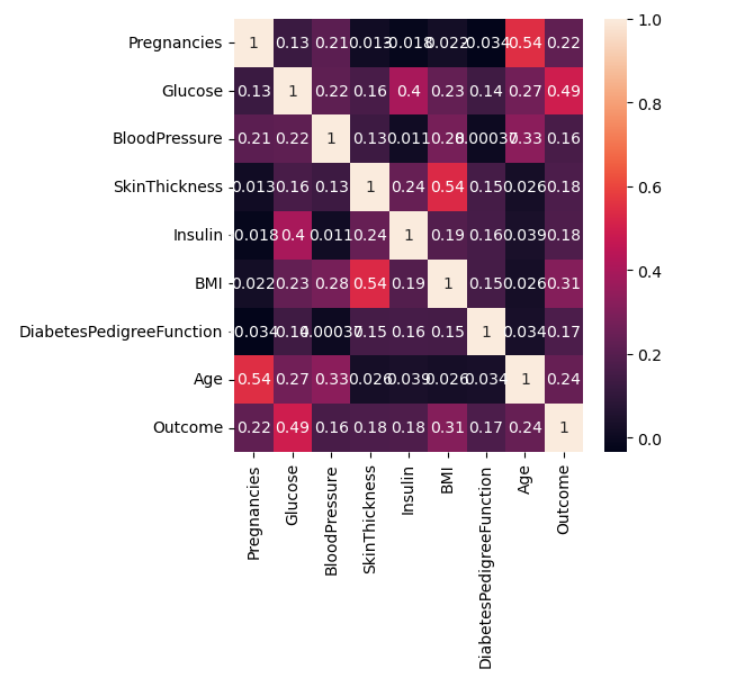 Pregnancies 1 0.13 0.21 0.013 -0.018 0.022 -0.034 0.54 0.22
Glucose 0.13 1 0.22 0.16 0.4 0.23 0.14 0.27 0.49
BloodPressure 0.21 0.22 1 0.13 0.011 0.28 0.00037 0.33 0.16
SkinThickness 0.013 0.16 0.13 1 0.24 0.54 0.15 0.026 0.18
Insulin -0.018 0.4 0.011 0.24 1 0.19 0.16 0.039 0.18
BMI 0.022 0.23 0.28 0.54 0.19 1 0.15 0.026 0.31
DiabetesPedigreeFunction -0.034 0.14 0.00037 0.15 0.16 0.15 1 0.034 0.17
Age 0.54 0.27 0.33 0.026 0.039 0.026 0.034 1 0.24
Outcome 0.22 0.49 0.16 0.18 0.18 0.31 0.17 0.24 1
Pregnancies
Glucose
BloodPressure
SkinThickness
Insulin
BMI
DiabetesPedigreeFunction
Age
Outcome
1.0
0.8
0.6
0.4
0.2
0.0